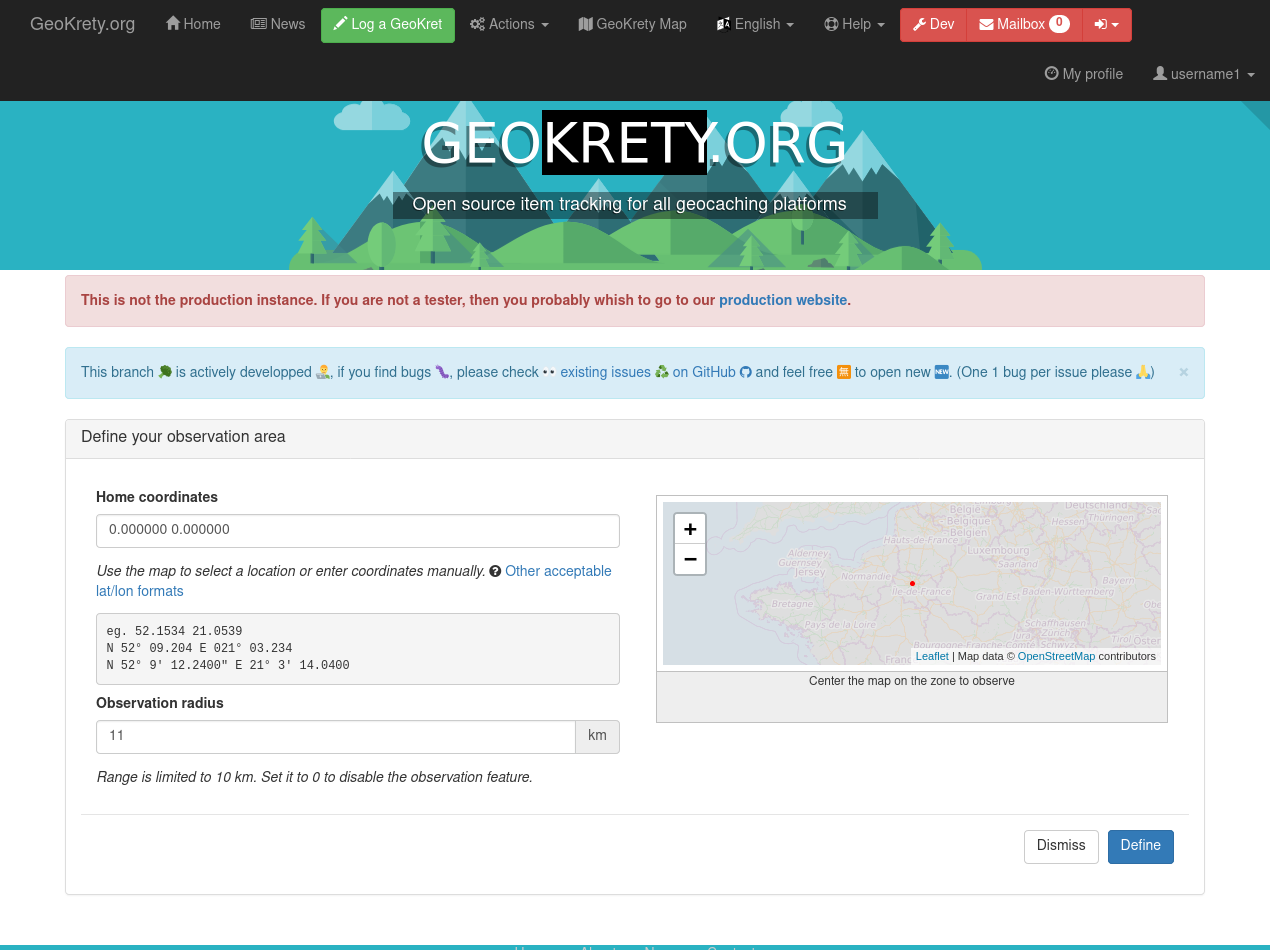 GeoKrety.org Home News Log a GeoKret Actions GeoKrety Map English Help Dev Mailbox 0
My profile username1
GEOKRETY.ORG
Open source item tracking for all geocaching platforms
This is not the production instance. If you are not a tester, then you probably whish to go to our production website.
This branch 🌳 is actively developped, if you find bugs 🐛, please check 👀 existing issues ♻ on GitHub and feel free 🈚 to open new 🆕. (One 1 bug per issue please 🙏) ×
Define your observation area
Home coordinates
0.000000 0.000000
Use the map to select a location or enter coordinates manually. Other acceptable
lat/lon formats
eg. 52.1534 21.0539
N 52° 09.204 E 021° 03.234
N 52° 9' 12.2400" E 21° 3' 14.0400
Observation radius
11 km
Range is limited to 10 km. Set it to 0 to disable the observation feature.
+
−
België
Belgique
Belgien
Deutschland
Hessen
Thüringen
Hauts-de-France
Luxembourg
Saarland
Alderney
Guernsey
Jersey
Normandie
Île-de-France
Bayern
Bretagne
Grand Est
Baden-Württemberg
Pays de la Loire
Schaffhausen
Jura
Zürich
Tirol
Comté
Schwyz
Leaflet | Map data © OpenStreetMap contributors
Center the map on the zone to observe
Dismiss Define